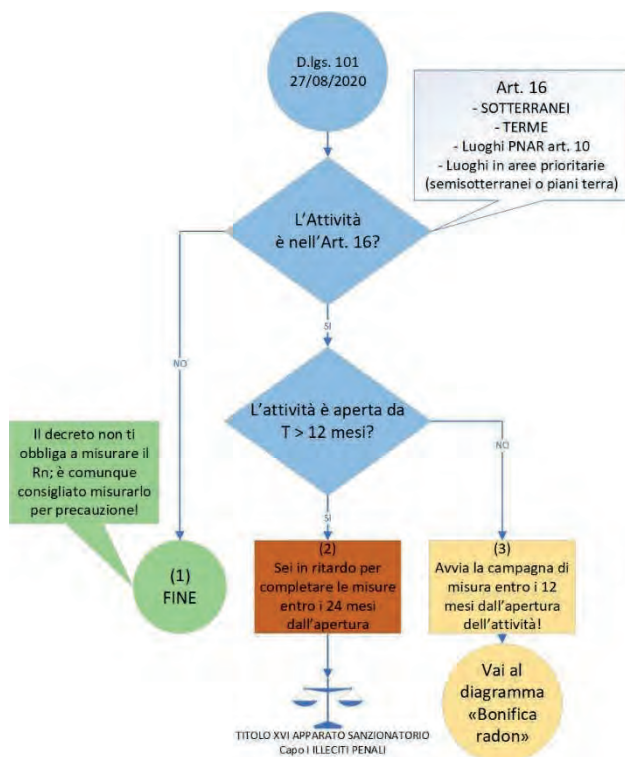 D.lgs. 101
27/08/2020
Art. 16
- SOTTERRANEI
- TERME
- Luoghi PNAR art. 10
- Luoghi in aree prioritarie
(semisotterranei o piani terra)
L'Attività
è nell'Art. 16?
NO
SI
L'attività è aperta da
T > 12 mesi?
NO
SI
Il decreto non ti
obbliga a misurare il
Rn; è comunque
consigliato misurarlo
per precauzione!
(1)
FINE
(2)
Sei in ritardo per
completare le misure
entro i 24 mesi
dall'apertura
(3)
Avvia la campagna di
misura entro i 12
mesi dall'apertura
dell'attività!
Vai al
diagramma
«Bonifica
radon»
TITOLO XVI APPARATO SANZIONATORIO
Capo I ILLECITI PENALI